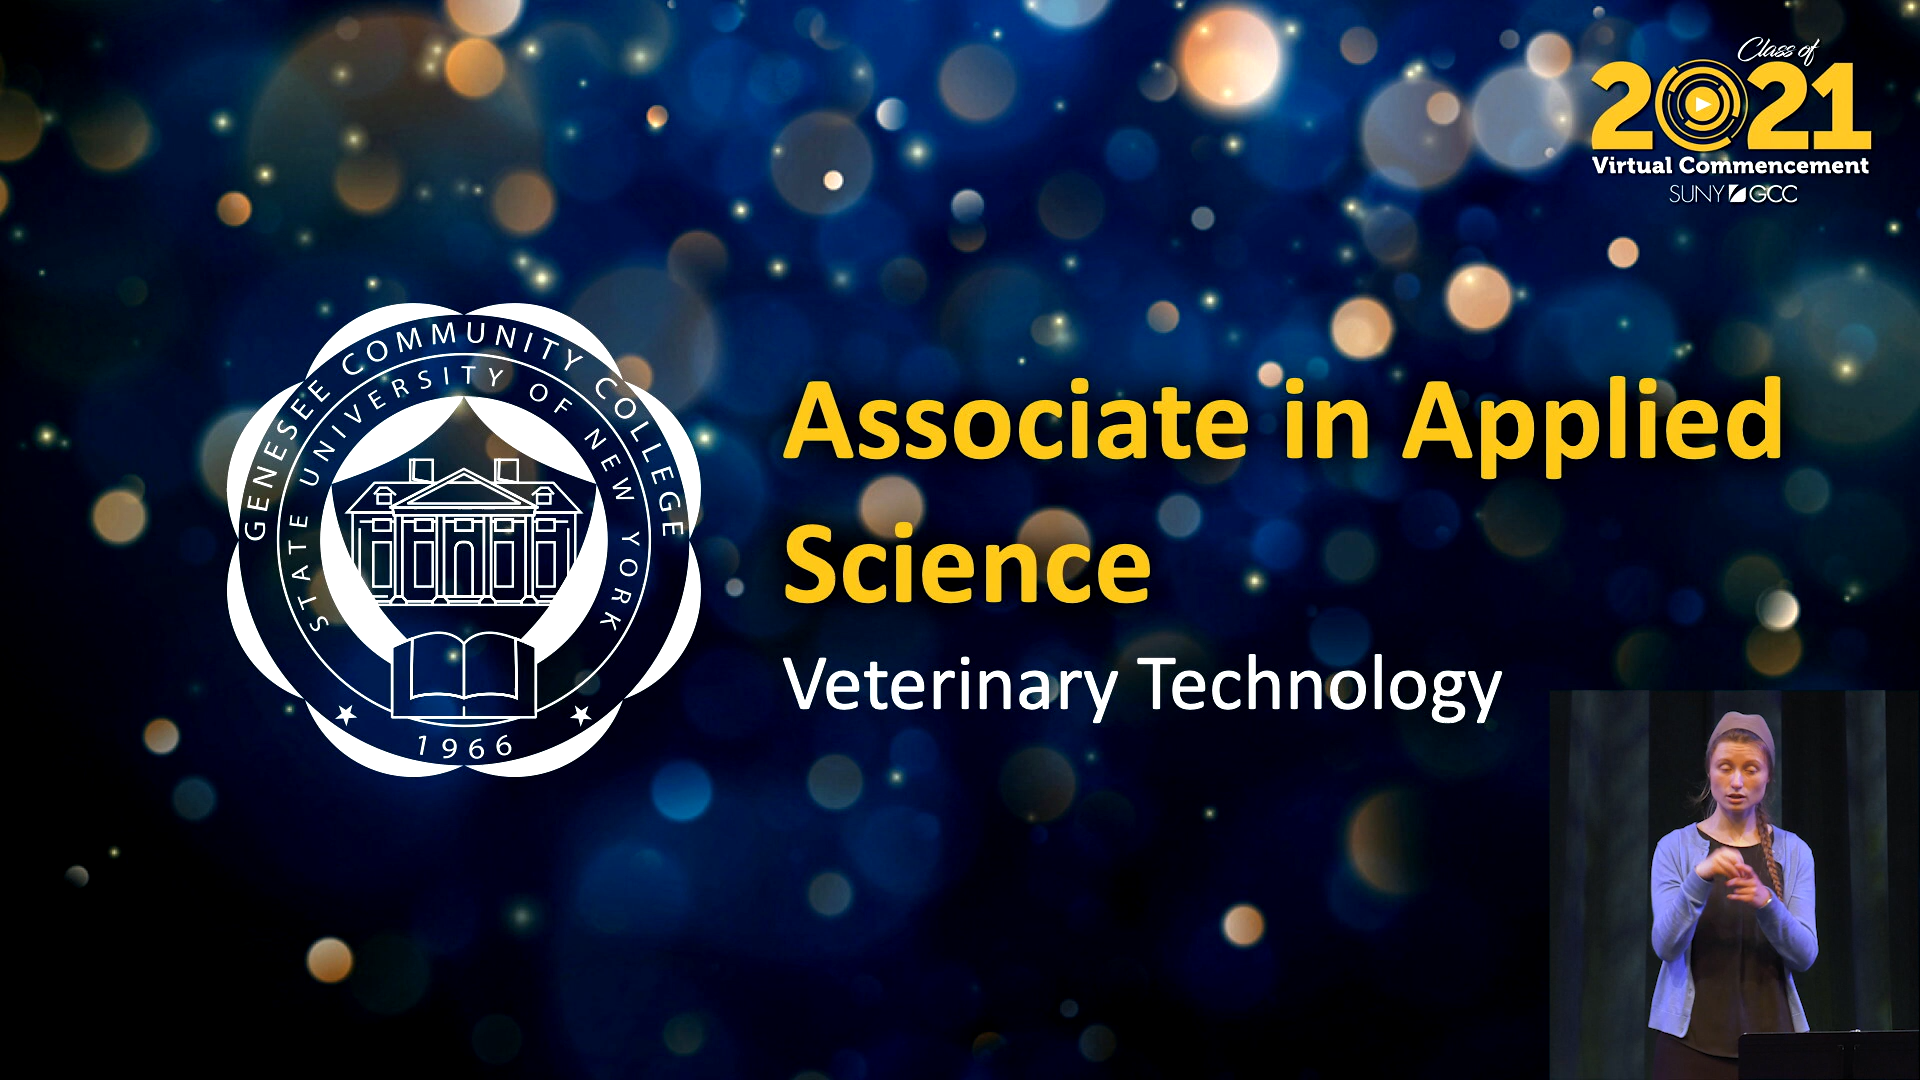 Class of
2021
Virtual Commencement
SUNY GCC
GENESEE COMMUNITY COLLEGE
STATE UNIVERSITY OF NEW YORK
1966
Associate in Applied
Science
Veterinary Technology